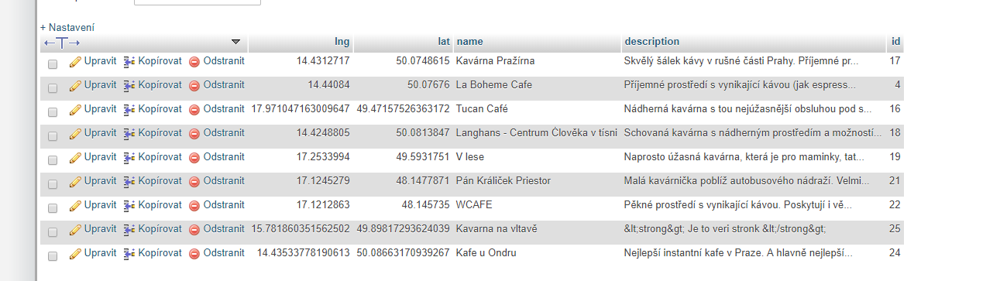 + Nastavení
←T→ lng lat name description id
Upravit Kopírovat Odstranit 14.4312717 50.0748615 Kavárna Pražírna Skvělý šálek kávy v rušné části Prahy. Příjemné pr... 17
Upravit Kopírovat Odstranit 14.44084 50.07676 La Boheme Cafe Příjemné prostředí s vynikající kávou (jak espress... 4
Upravit Kopírovat Odstranit 17.971047163009647 49.47157526363172 Tucan Café Nádherná kavárna s tou nejúžasnější obsluhou pod s... 16
Upravit Kopírovat Odstranit 14.4248805 50.0813847 Langhans - Centrum Člověka v tísni Schovaná kavárna s nádherným prostředím a možností... 18
Upravit Kopírovat Odstranit 17.2533994 49.5931751 V lese Naprosto úžasná kavárna, která je pro maminky, tat... 19
Upravit Kopírovat Odstranit 17.1245279 48.1477871 Pán Králiček Priestor Malá kavárnička poblíž autobusového nádraží. Velmi... 21
Upravit Kopírovat Odstranit 17.1212863 48.145735 WCAFE Pěkné prostředí s vynikající kávou. Poskytují i vě... 22
Upravit Kopírovat Odstranit 15.781860351562502 49.89817293624039 Kavarna na vltavě &lt;strong&gt; Je to veri stronk &lt;/strong&gt; 25
Upravit Kopírovat Odstranit 14.43533778190613 50.08663170939267 Kafe u Ondru Nejlepší instantní kafe v Praze. A hlavně nejlepší... 24